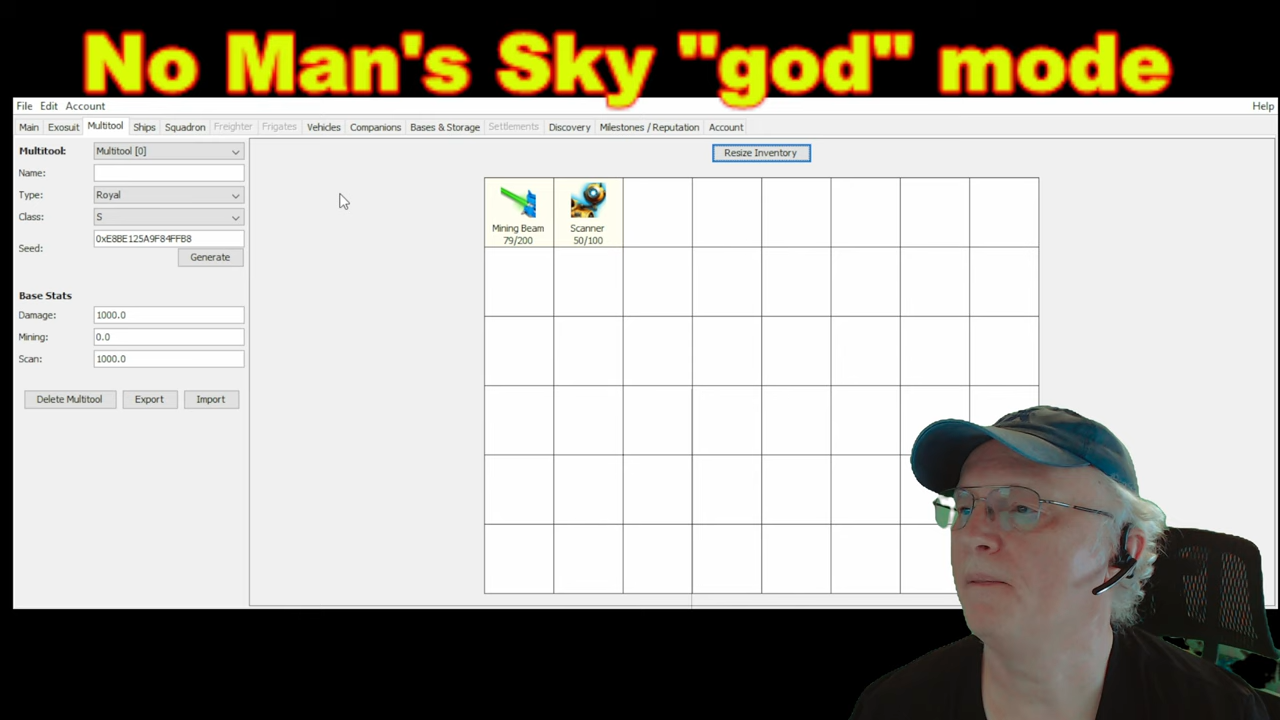 No Man's Sky "god" mode
File Edit Account Help
Main Exosuit Multitool Ships Squadron Freighter Frigates Vehicles Companions Bases & Storage Settlements Discovery Milestones / Reputation Account
Multitool: Multitool [0]
Resize Inventory
Name:
Type: Royal
Class: S
Seed: 0xE8BE125A9F84FFB8
Generate
Mining Beam
79/200
Scanner
50/100
Base Stats
Damage: 1000.0
Mining: 0.0
Scan: 1000.0
Delete Multitool Export Import